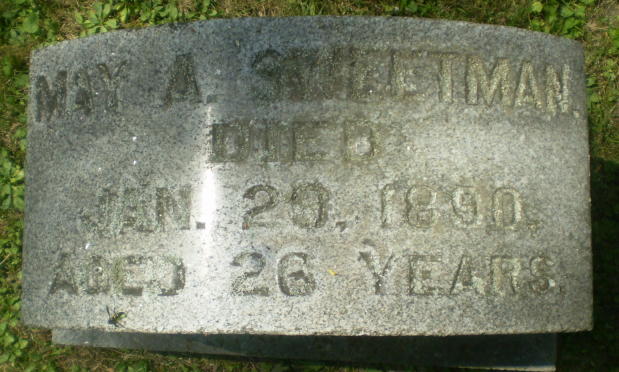 MAY A. SWEETMAN.
DIED
JAN. 29, 1890.
AGED 26 YEARS.